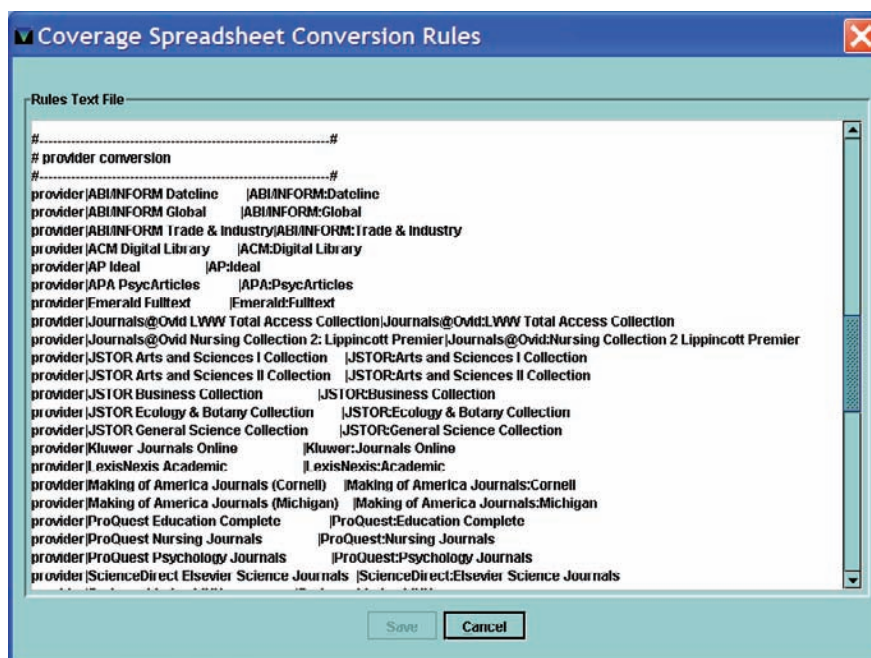 Coverage Spreadsheet Conversion Rules
Rules Text File
#----------------------------------------------------------------#
# provider conversion
#----------------------------------------------------------------#
provider|ABI/INFORM Dateline |ABI/INFORM:Dateline
provider|ABI/INFORM Global |ABI/INFORM:Global
provider|ABI/INFORM Trade & Industry|ABI/INFORM:Trade & Industry
provider|ACM Digital Library |ACM:Digital Library
provider|AP Ideal |AP:Ideal
provider|APA PsycArticles |APA:PsycArticles
provider|Emerald Fulltext |Emerald:Fulltext
provider|Journals@Ovid LWW Total Access Collection|Journals@Ovid:LWW Total Access Collection
provider|Journals@Ovid Nursing Collection 2: Lippincott Premier|Journals@Ovid:Nursing Collection 2 Lippincott Premier
provider|JSTOR Arts and Sciences I Collection |JSTOR:Arts and Sciences I Collection
provider|JSTOR Arts and Sciences II Collection |JSTOR:Arts and Sciences II Collection
provider|JSTOR Business Collection |JSTOR:Business Collection
provider|JSTOR Ecology & Botany Collection |JSTOR:Ecology & Botany Collection
provider|JSTOR General Science Collection |JSTOR:General Science Collection
provider|Kluwer Journals Online |Kluwer:Journals Online
provider|LexisNexis Academic |LexisNexis:Academic
provider|Making of America Journals (Cornell) |Making of America Journals:Cornell
provider|Making of America Journals (Michigan) |Making of America Journals:Michigan
provider|ProQuest Education Complete |ProQuest:Education Complete
provider|ProQuest Nursing Journals |ProQuest:Nursing Journals
provider|ProQuest Psychology Journals |ProQuest:Psychology Journals
provider|ScienceDirect Elsevier Science Journals |ScienceDirect:Elsevier Science Journals
Save Cancel